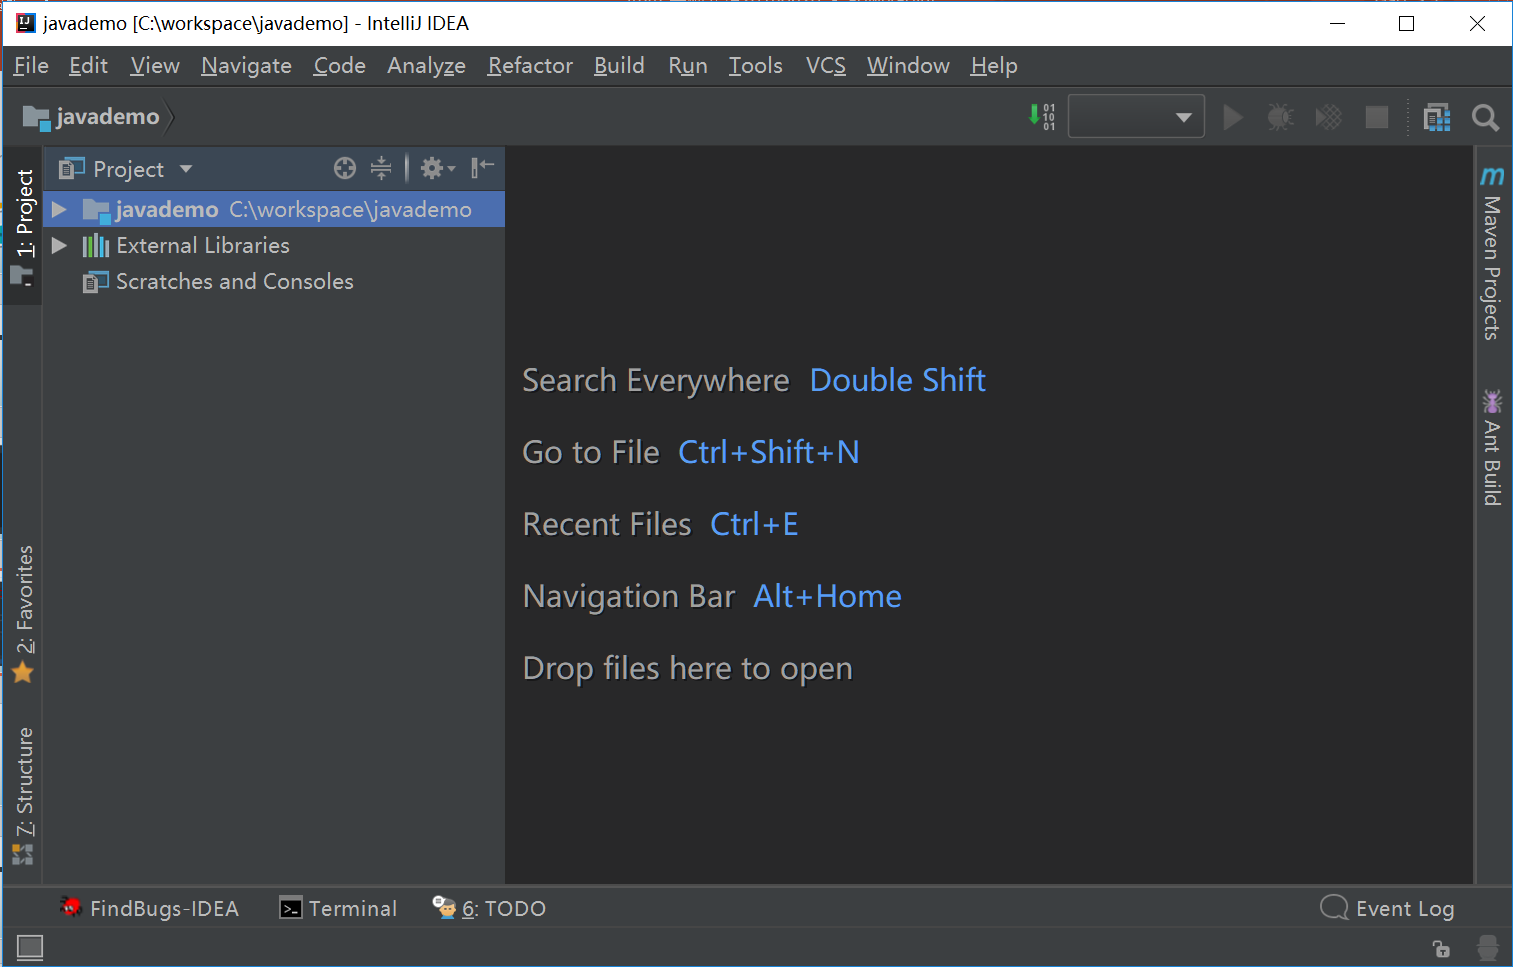 javademo [C:\workspace\javademo] - IntelliJ IDEA
File Edit View Navigate Code Analyze Refactor Build Run Tools VCS Window Help
javademo
Project
1: Project
javademo C:\workspace\javademo
External Libraries
Scratches and Consoles
Search Everywhere Double Shift
Go to File Ctrl+Shift+N
Recent Files Ctrl+E
Navigation Bar Alt+Home
Drop files here to open
Maven Projects
Ant Build
2: Favorites
7: Structure
FindBugs-IDEA Terminal 6: TODO Event Log